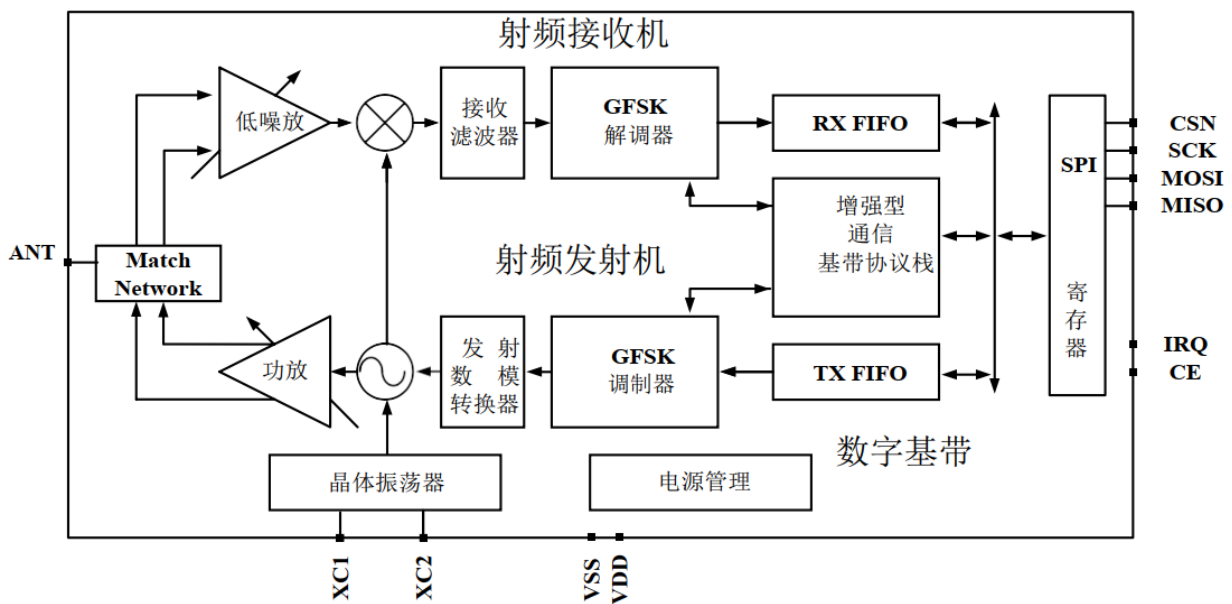 射频接收机
低噪放
接收
滤波器
GFSK
解调器
RX FIFO
SPI
寄存器
CSN
SCK
MOSI
MISO
ANT
Match
Network
射频发射机
增强型
通信
基带协议栈
功放
发 射
数 模
转换器
GFSK
调制器
TX FIFO
IRQ
CE
数字基带
晶体振荡器
电源管理
XC1
XC2
VSS
VDD